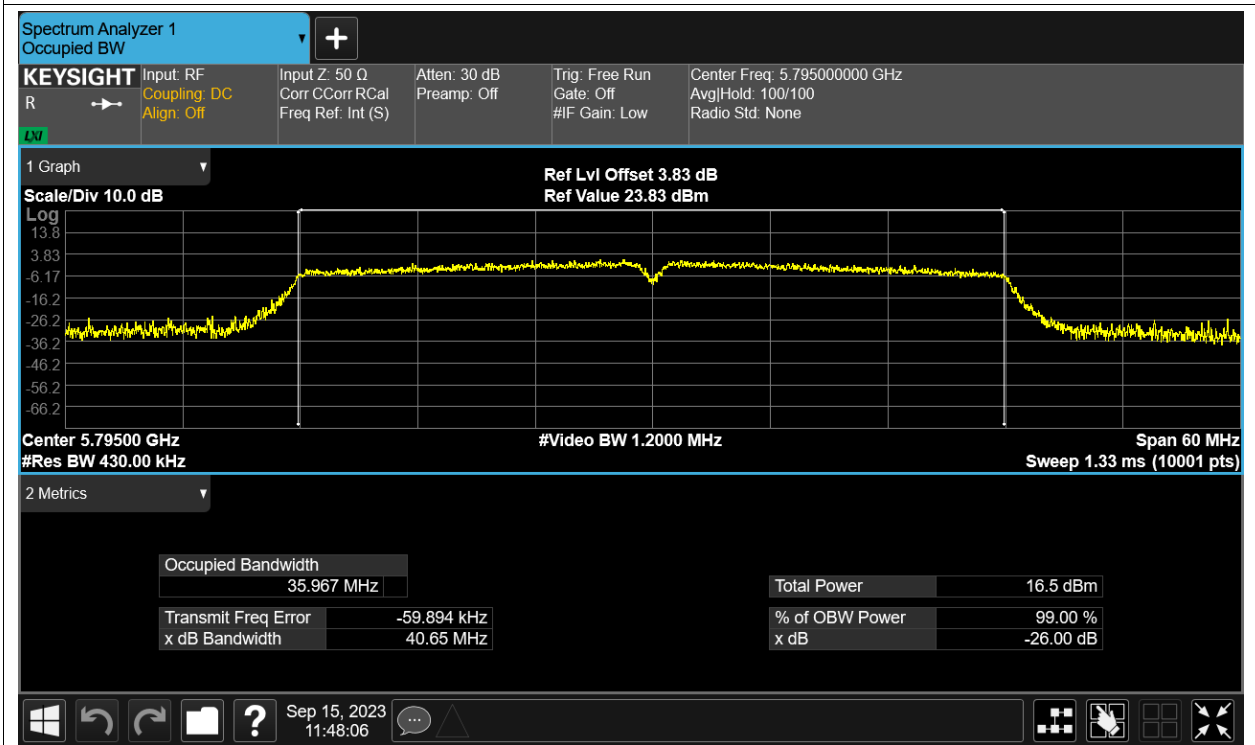 Spectrum Analyzer 1
Occupied BW
KEYSIGHT
R
LXI
Input: RF
Coupling: DC
Align: Off
Input Z: 50 Ω
Corr CCorr RCal
Freq Ref: Int (S)
Atten: 30 dB
Preamp: Off
Trig: Free Run
Gate: Off
#IF Gain: Low
Center Freq: 5.795000000 GHz
Avg|Hold: 100/100
Radio Std: None
1 Graph
Scale/Div 10.0 dB
Ref Lvl Offset 3.83 dB
Ref Value 23.83 dBm
Log
13.8
3.83
-6.17
-16.2
-26.2
-36.2
-46.2
-56.2
-66.2
Center 5.79500 GHz
#Video BW 1.2000 MHz
Span 60 MHz
#Res BW 430.00 kHz
Sweep 1.33 ms (10001 pts)
2 Metrics
Occupied Bandwidth
35.967 MHz
Total Power 16.5 dBm
Transmit Freq Error -59.894 kHz
% of OBW Power 99.00 %
x dB Bandwidth 40.65 MHz
x dB -26.00 dB
?
Sep 15, 2023
11:48:06